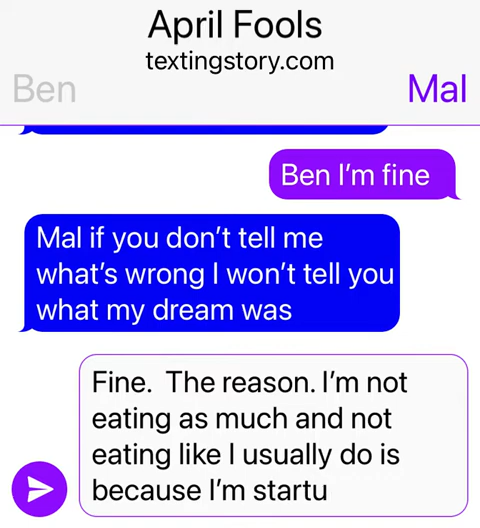 April Fools
textingstory.com
Ben
Mal
Ben I'm fine
Mal if you don't tell me
what's wrong I won't tell you
what my dream was
Fine.  The reason. I'm not
eating as much and not
eating like I usually do is
because I'm startu